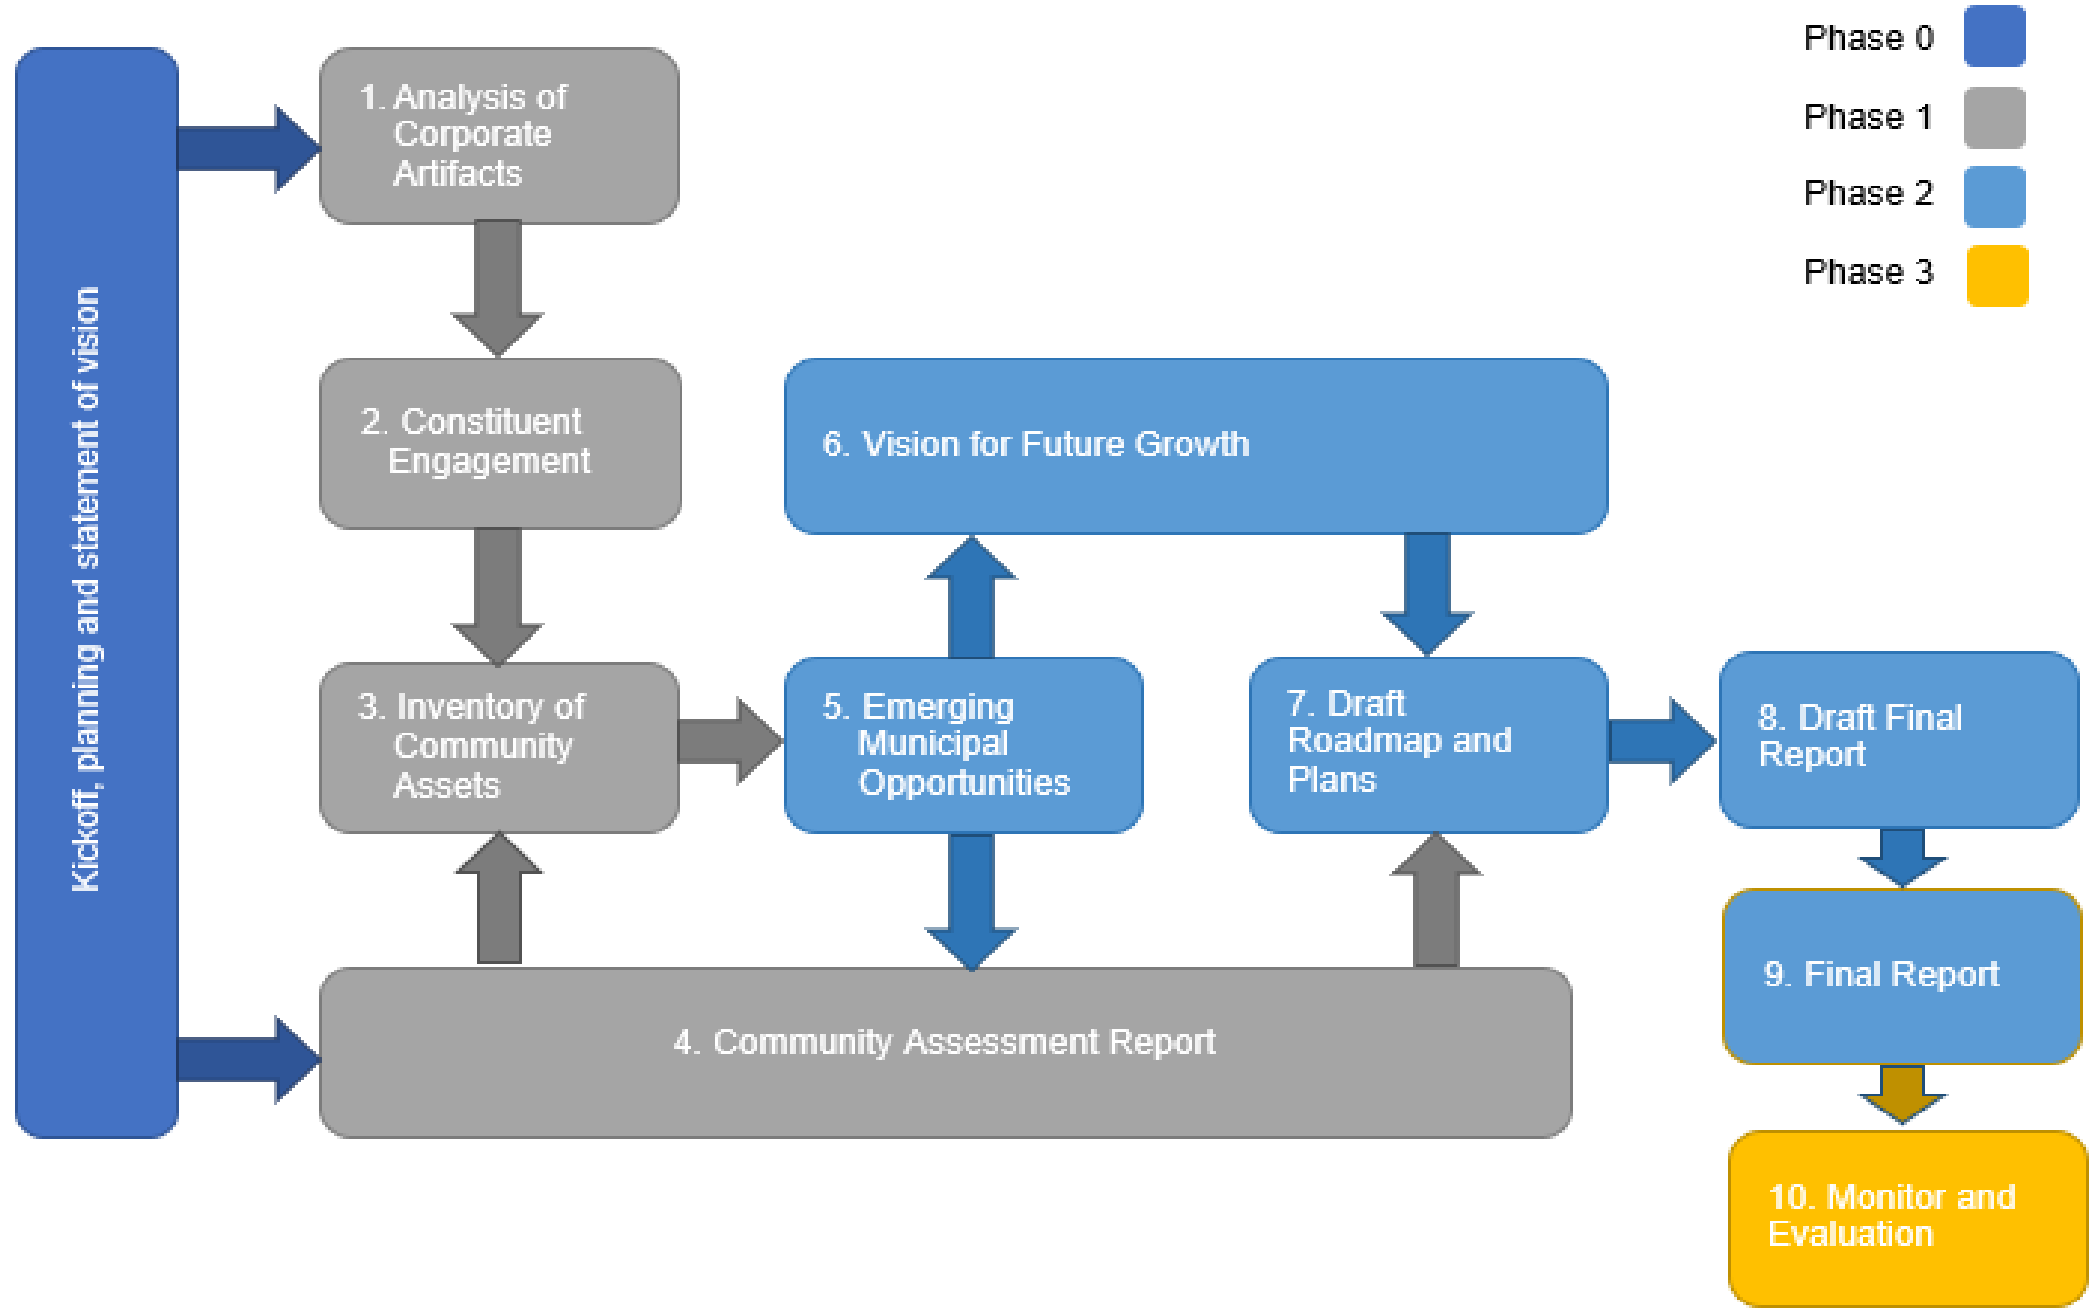 Phase 0
Phase 1
Phase 2
Phase 3
Kickoff, planning and statement of vision
1. Analysis of
Corporate
Artifacts
2. Constituent
Engagement
3. Inventory of
Community
Assets
4. Community Assessment Report
5. Emerging
Municipal
Opportunities
6. Vision for Future Growth
7. Draft
Roadmap and
Plans
8. Draft Final
Report
9. Final Report
10. Monitor and
Evaluation